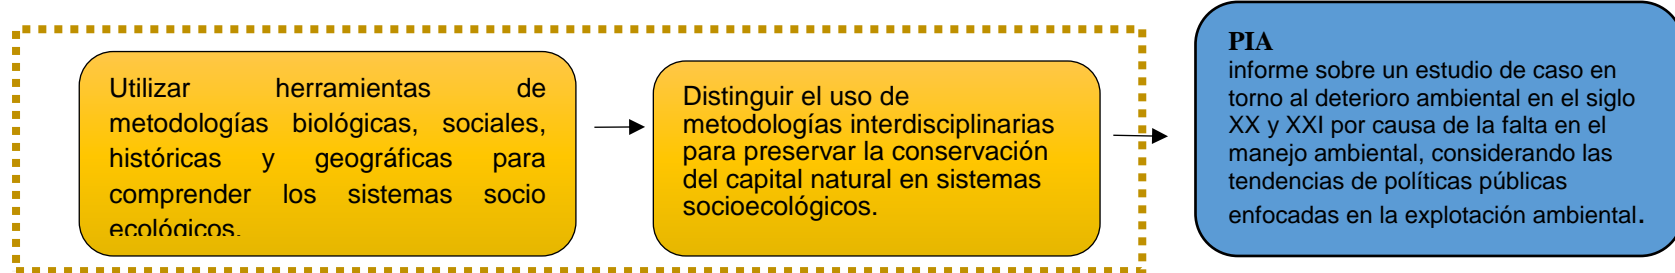 Utilizar herramientas de
metodologías biológicas, sociales,
históricas y geográficas para
comprender los sistemas socio
ecológicos.
Distinguir el uso de
metodologías interdisciplinarias
para preservar la conservación
del capital natural en sistemas
socioecológicos.
PIA
informe sobre un estudio de caso en
torno al deterioro ambiental en el siglo
XX y XXI por causa de la falta en el
manejo ambiental, considerando las
tendencias de políticas públicas
enfocadas en la explotación ambiental.